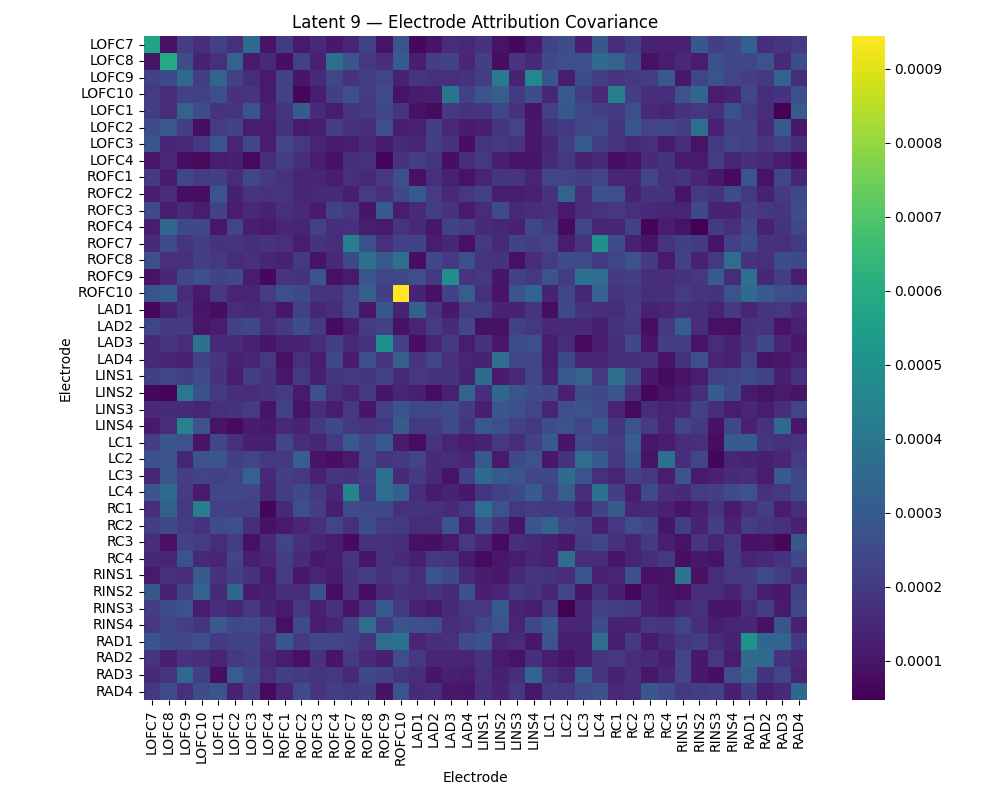 Latent 9 — Electrode Attribution Covariance
LOFC7
LOFC8
LOFC9
LOFC10
LOFC1
LOFC2
LOFC3
LOFC4
ROFC1
ROFC2
ROFC3
ROFC4
ROFC7
ROFC8
ROFC9
ROFC10
LAD1
LAD2
LAD3
LAD4
LINS1
LINS2
LINS3
LINS4
LC1
LC2
LC3
LC4
RC1
RC2
RC3
RC4
RINS1
RINS2
RINS3
RINS4
RAD1
RAD2
RAD3
RAD4
Electrode
LOFC7
LOFC8
LOFC9
LOFC10
LOFC1
LOFC2
LOFC3
LOFC4
ROFC1
ROFC2
ROFC3
ROFC4
ROFC7
ROFC8
ROFC9
ROFC10
LAD1
LAD2
LAD3
LAD4
LINS1
LINS2
LINS3
LINS4
LC1
LC2
LC3
LC4
RC1
RC2
RC3
RC4
RINS1
RINS2
RINS3
RINS4
RAD1
RAD2
RAD3
RAD4
Electrode
0.0009
0.0008
0.0007
0.0006
0.0005
0.0004
0.0003
0.0002
0.0001